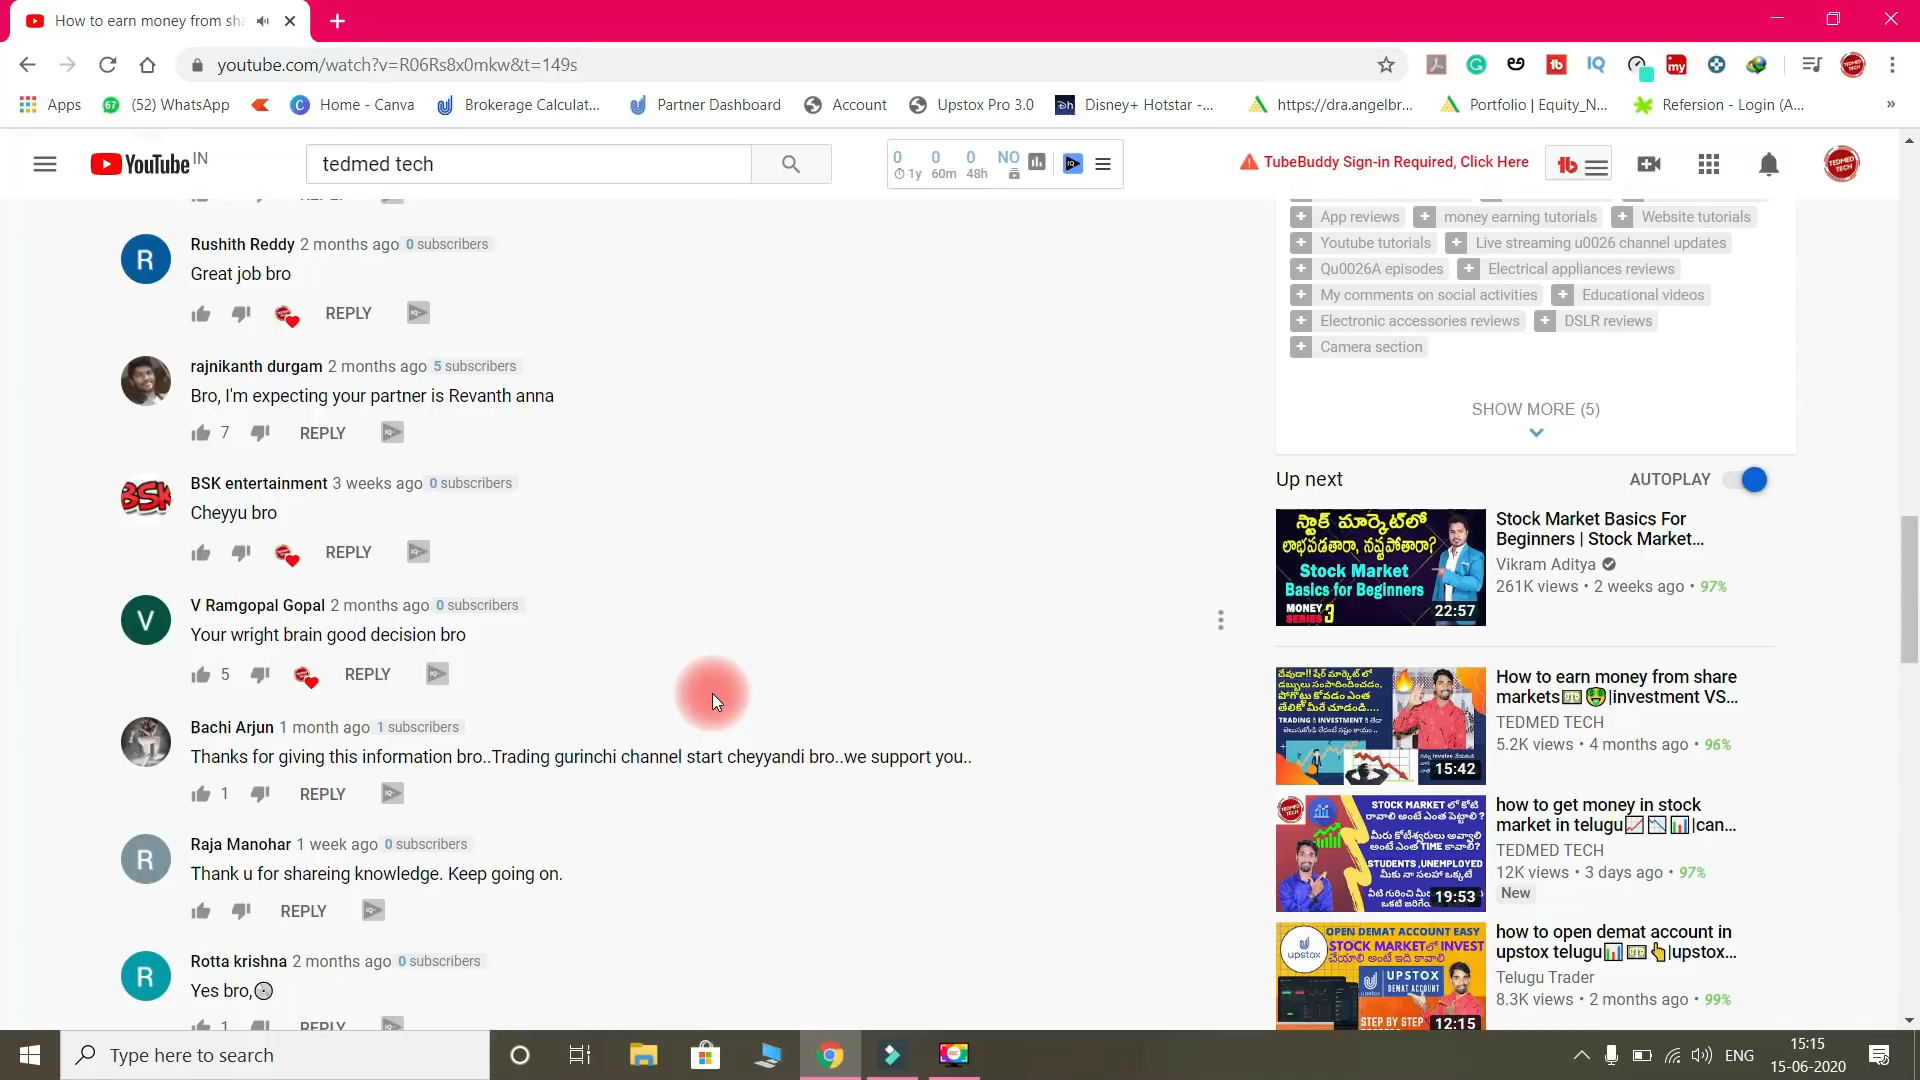 How to earn money from sha
youtube.com/watch?v=R06Rs8x0mkw&t=149s
Apps
(52) WhatsApp
Home - Canva
Brokerage Calculat...
Partner Dashboard
Account
Upstox Pro 3.0
Disney+ Hotstar -...
https://dra.angelbr...
Portfolio | Equity_N...
Refersion - Login (A...
»
YouTube IN
tedmed tech
0 0 0 NO
1y 60m 48h
TubeBuddy Sign-in Required, Click Here
Rushith Reddy 2 months ago 0 subscribers
Great job bro
REPLY
rajnikanth durgam 2 months ago 5 subscribers
Bro, I'm expecting your partner is Revanth anna
7 REPLY
BSK entertainment 3 weeks ago 0 subscribers
Cheyyu bro
REPLY
V Ramgopal Gopal 2 months ago 0 subscribers
Your wright brain good decision bro
5 REPLY
Bachi Arjun 1 month ago 1 subscribers
Thanks for giving this information bro..Trading gurinchi channel start cheyyandi bro..we support you..
1 REPLY
Raja Manohar 1 week ago 0 subscribers
Thank u for shareing knowledge. Keep going on.
REPLY
Rotta krishna 2 months ago 0 subscribers
Yes bro,
1 REPLY
App reviews money earning tutorials Website tutorials
Youtube tutorials Live streaming u0026 channel updates
Qu0026A episodes Electrical appliances reviews
My comments on social activities Educational videos
Electronic accessories reviews DSLR reviews
Camera section
SHOW MORE (5)
Up next AUTOPLAY
స్టాక్ మార్కెట్‌లో
లాభపడతారా, నష్టపోతారా?
Stock Market
Basics for Beginners
MONEY
SERIES 3
22:57
Stock Market Basics For
Beginners | Stock Market...
Vikram Aditya
261K views • 2 weeks ago • 97%
15:42
How to earn money from share
markets|investment VS...
TEDMED TECH
5.2K views • 4 months ago • 96%
STOCK MARKET లో కోటి
రావాలి అంటే ఎంత పెట్టాలి ?
మీరు కోటీశ్వరులు అవ్వాలి
అంటే ఎంత TIME కావాలి?
STUDENTS ,UNEMPLOYED
మీకు నా సలహా ఒక్కటే
19:53
how to get money in stock
market in telugu|can...
TEDMED TECH
12K views • 3 days ago • 97%
New
OPEN DEMAT ACCOUNT EASY
STOCK MARKETలో INVEST
చేయాలి అంటే ఇది కావాలి
upstox
UPSTOX
DEMAT ACCOUNT
STEP BY STEP
12:15
how to open demat account in
upstox telugu|upstox...
Telugu Trader
8.3K views • 2 months ago • 99%
Type here to search
ENG
15:15
15-06-2020